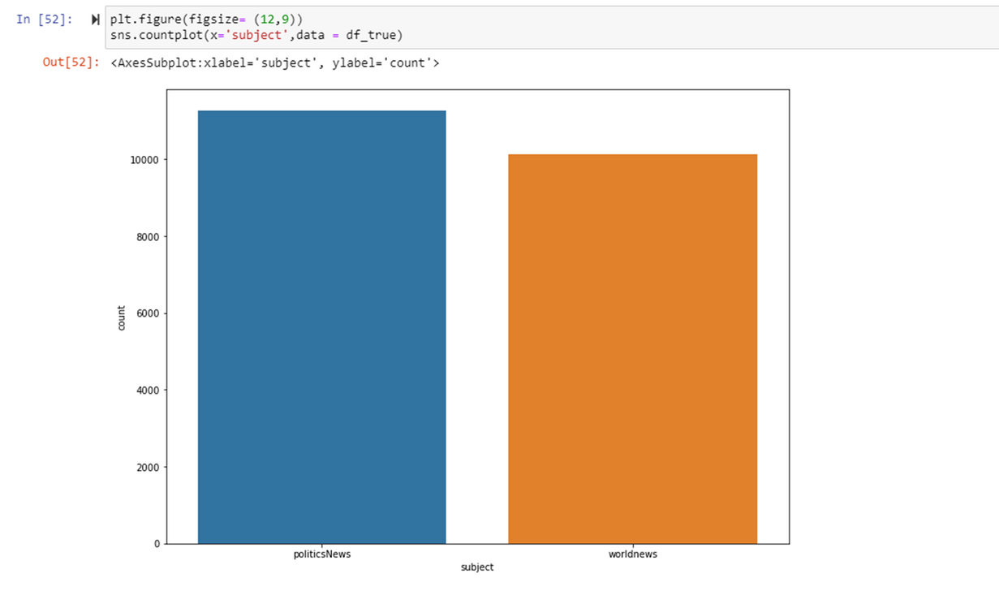 In [52]: plt.figure(figsize= (12,9))
sns.countplot(x='subject',data = df_true)
Out[52]: <AxesSubplot:xlabel='subject', ylabel='count'>
10000
8000
6000
4000
2000
0
count
politicsNews worldnews
subject